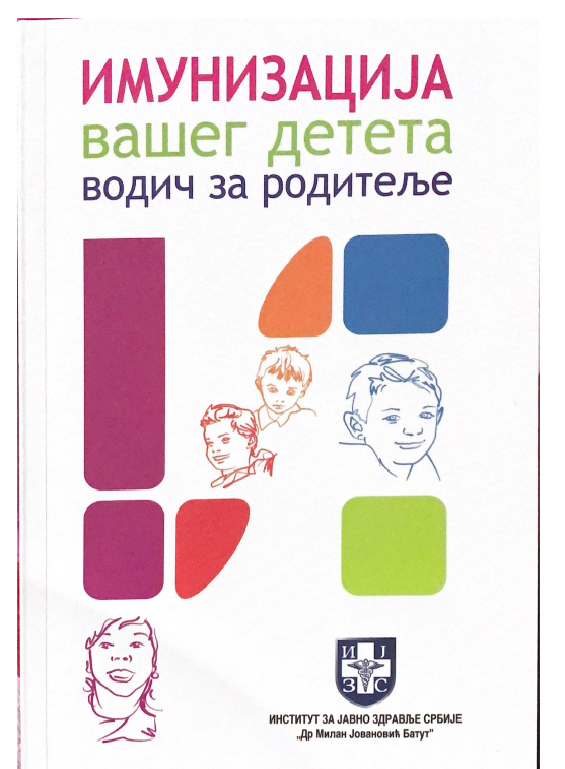 ИМУНИЗАЦИЈА
вашег детета
водич за родитеље
И Ј
З С
ИНСТИТУТ ЗА ЈАВНО ЗДРАВЉЕ СРБИЈЕ
„Др Милан Јовановић Батут”